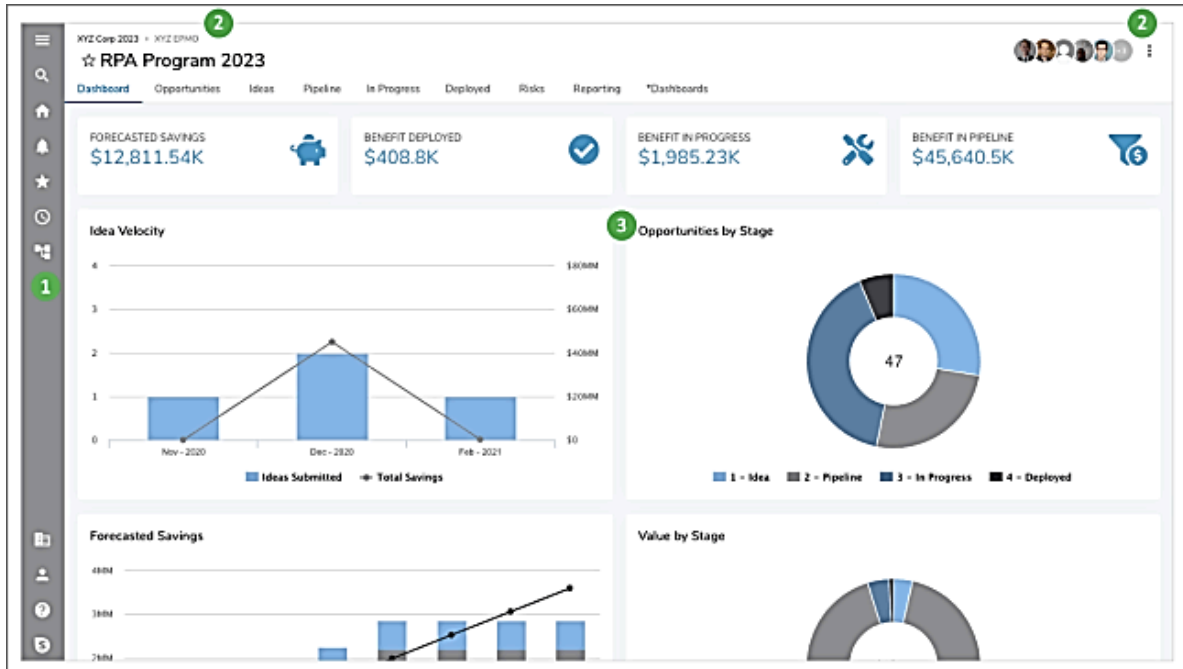 2
2
XYZ Corp 2023 • XYZ EPMO
☆ RPA Program 2023
+3
Dashboard Opportunities Ideas Pipeline In Progress Deployed Risks Reporting *Dashboards
FORECASTED SAVINGS
$12,811.54K
BENEFIT DEPLOYED
$408.8K
BENEFIT IN PROGRESS
$1,985.23K
BENEFIT IN PIPELINE
$45,640.5K
1
Idea Velocity
4 $80MM
3 $60MM
2 $40MM
1 $20MM
0 $0
Nov - 2020 Dec - 2020 Feb - 2021
Ideas Submitted Total Savings
3
Opportunities by Stage
47
1 - Idea 2 - Pipeline 3 - In Progress 4 - Deployed
Forecasted Savings
4MM
3MM
2MM
Value by Stage